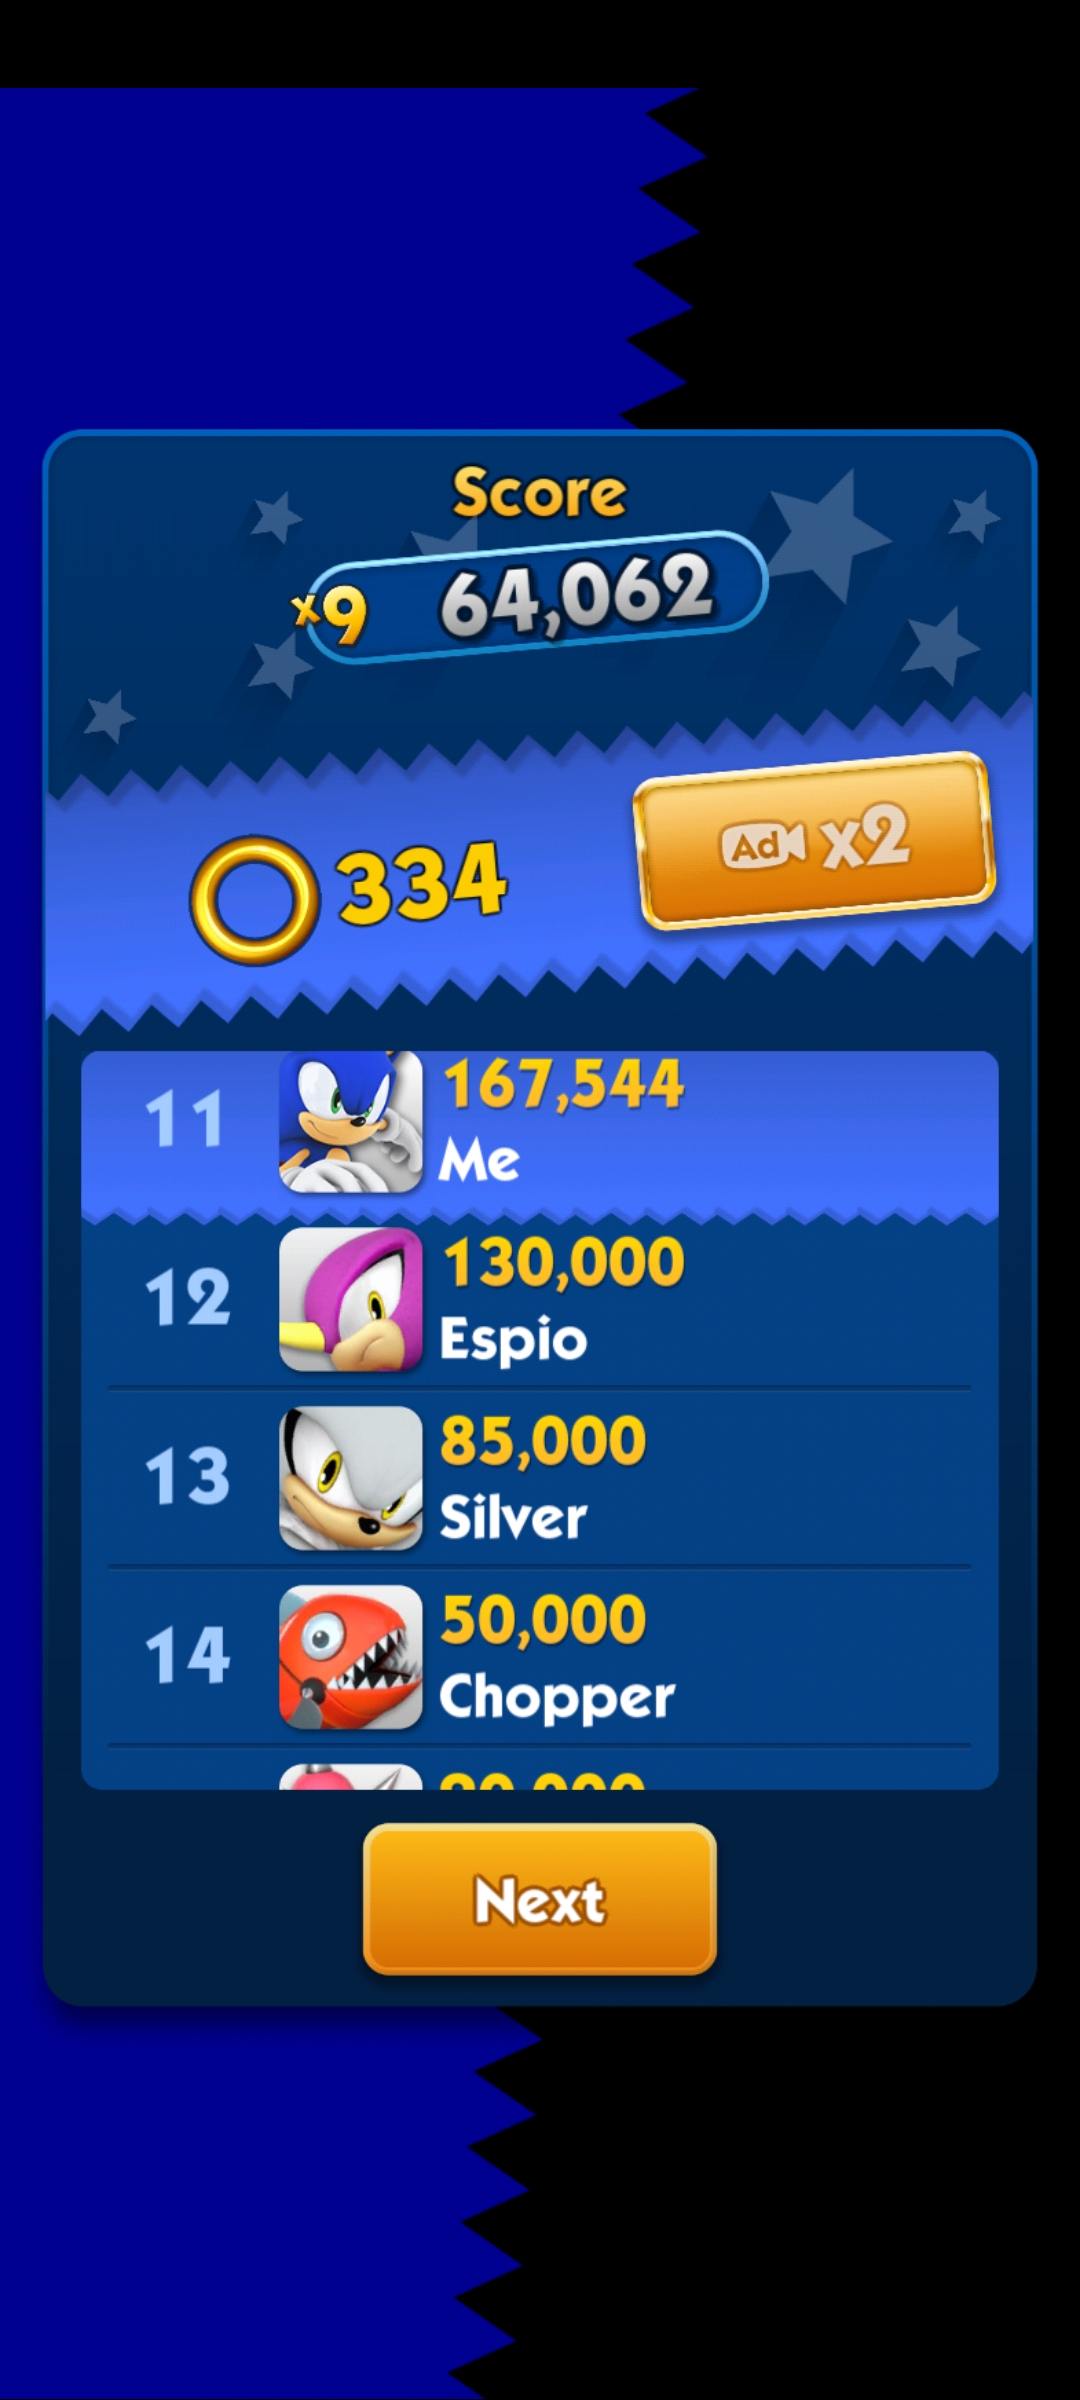 Score
x9 64,062
334
Ad x2
11
167,544
Me
12
130,000
Espio
13
85,000
Silver
14
50,000
Chopper
Next